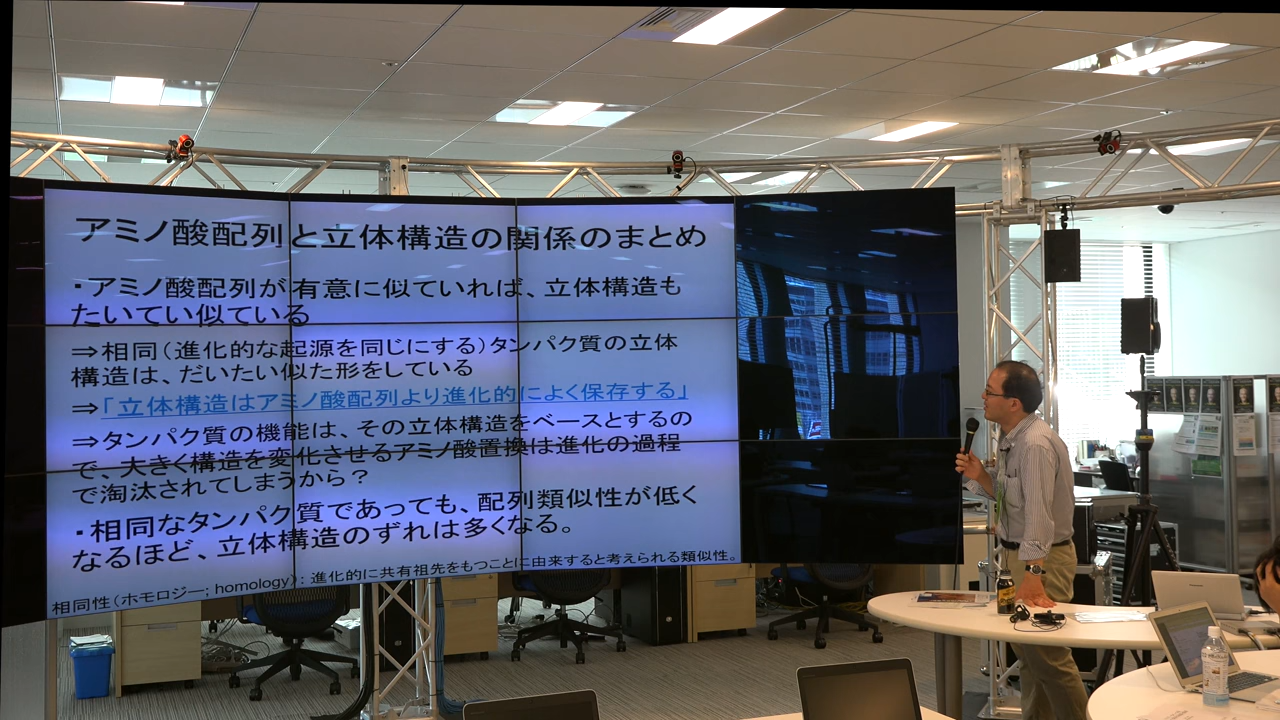 アミノ酸配列と立体構造の関係のまとめ
・アミノ酸配列が有意に似ていれば、立体構造も
たいてい似ている
⇒相同(進化的な起源を同じにする)タンパク質の立体
構造は、だいたい似た形をしている
⇒「立体構造はアミノ酸配列より進化的によく保存する」
⇒タンパク質の機能は、その立体構造をベースとするの
で、大きく構造を変化させるアミノ酸置換は進化の過程
で淘汰されてしまうから？
・相同なタンパク質であっても、配列類似性が低く
なるほど、立体構造のずれは多くなる。
相同性(ホモロジー; homology): 進化的に共有祖先をもつことに由来すると考えられる類似性。